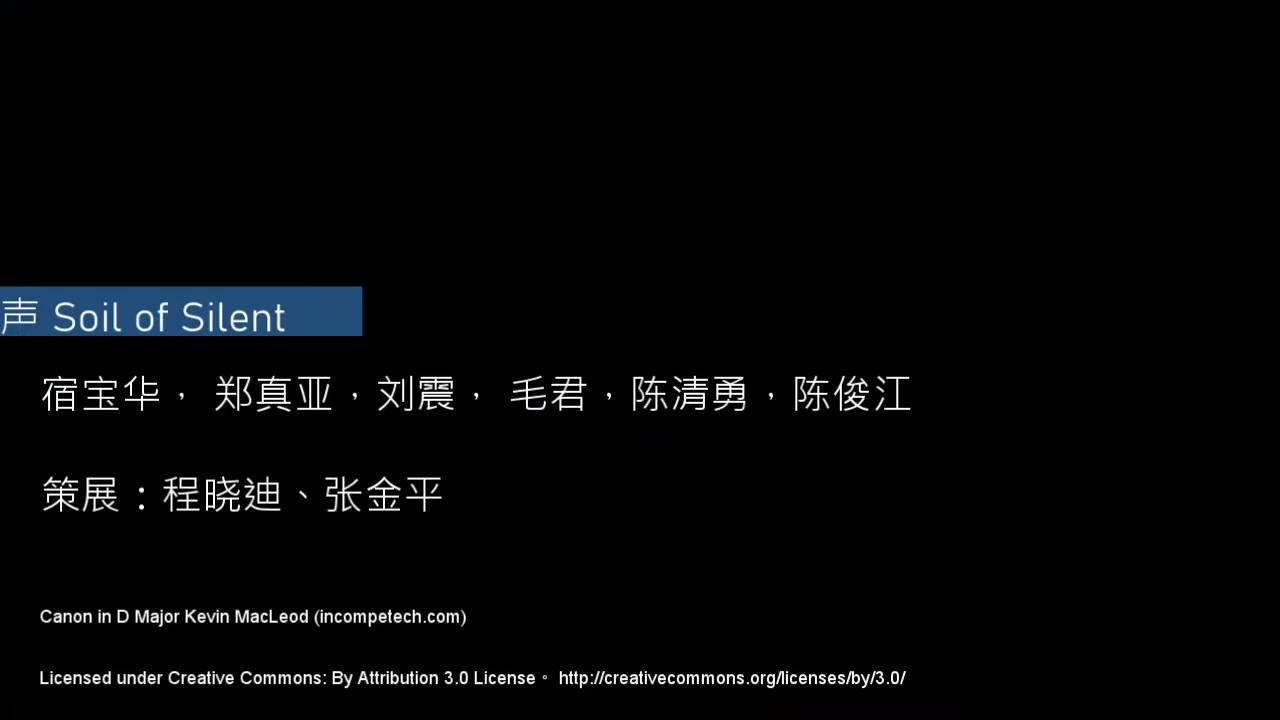 声 Soil of Silent
宿宝华， 郑真亚，刘震， 毛君，陈清勇，陈俊江
策展：程晓迪、张金平
Canon in D Major Kevin MacLeod (incompetech.com)
Licensed under Creative Commons: By Attribution 3.0 License。 http://creativecommons.org/licenses/by/3.0/